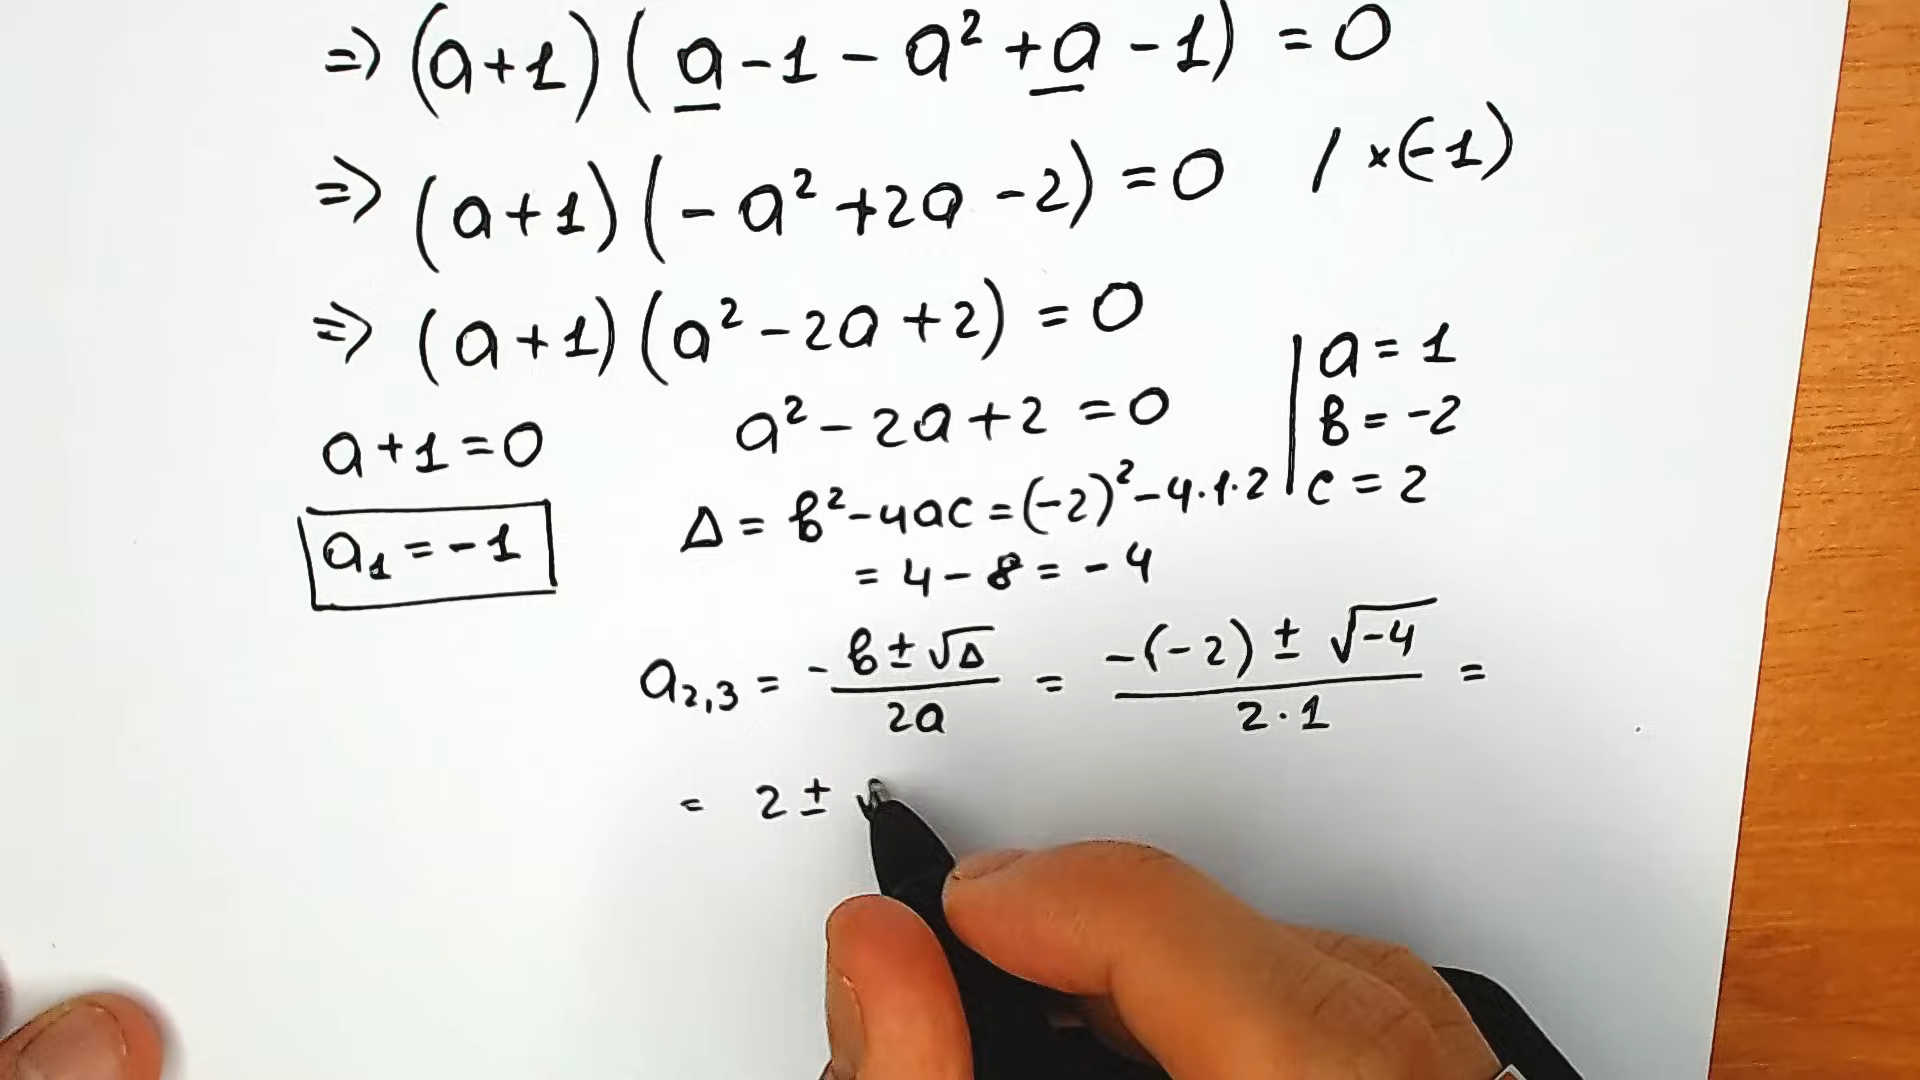 => (a+1) (a-1-a²+a-1) = 0
=> (a+1) (-a²+2a-2) = 0 / ×(-1)
=> (a+1) (a²-2a+2) = 0
a+1=0
a₁ = -1
a²-2a+2=0
Δ = в²-4ac = (-2)²-4·1·2
= 4-8 = -4
a = 1
в = -2
c = 2
a₂,₃ = (-в±√Δ)/(2a) = (-(-2)±√-4)/(2·1) =
= 2 ± √